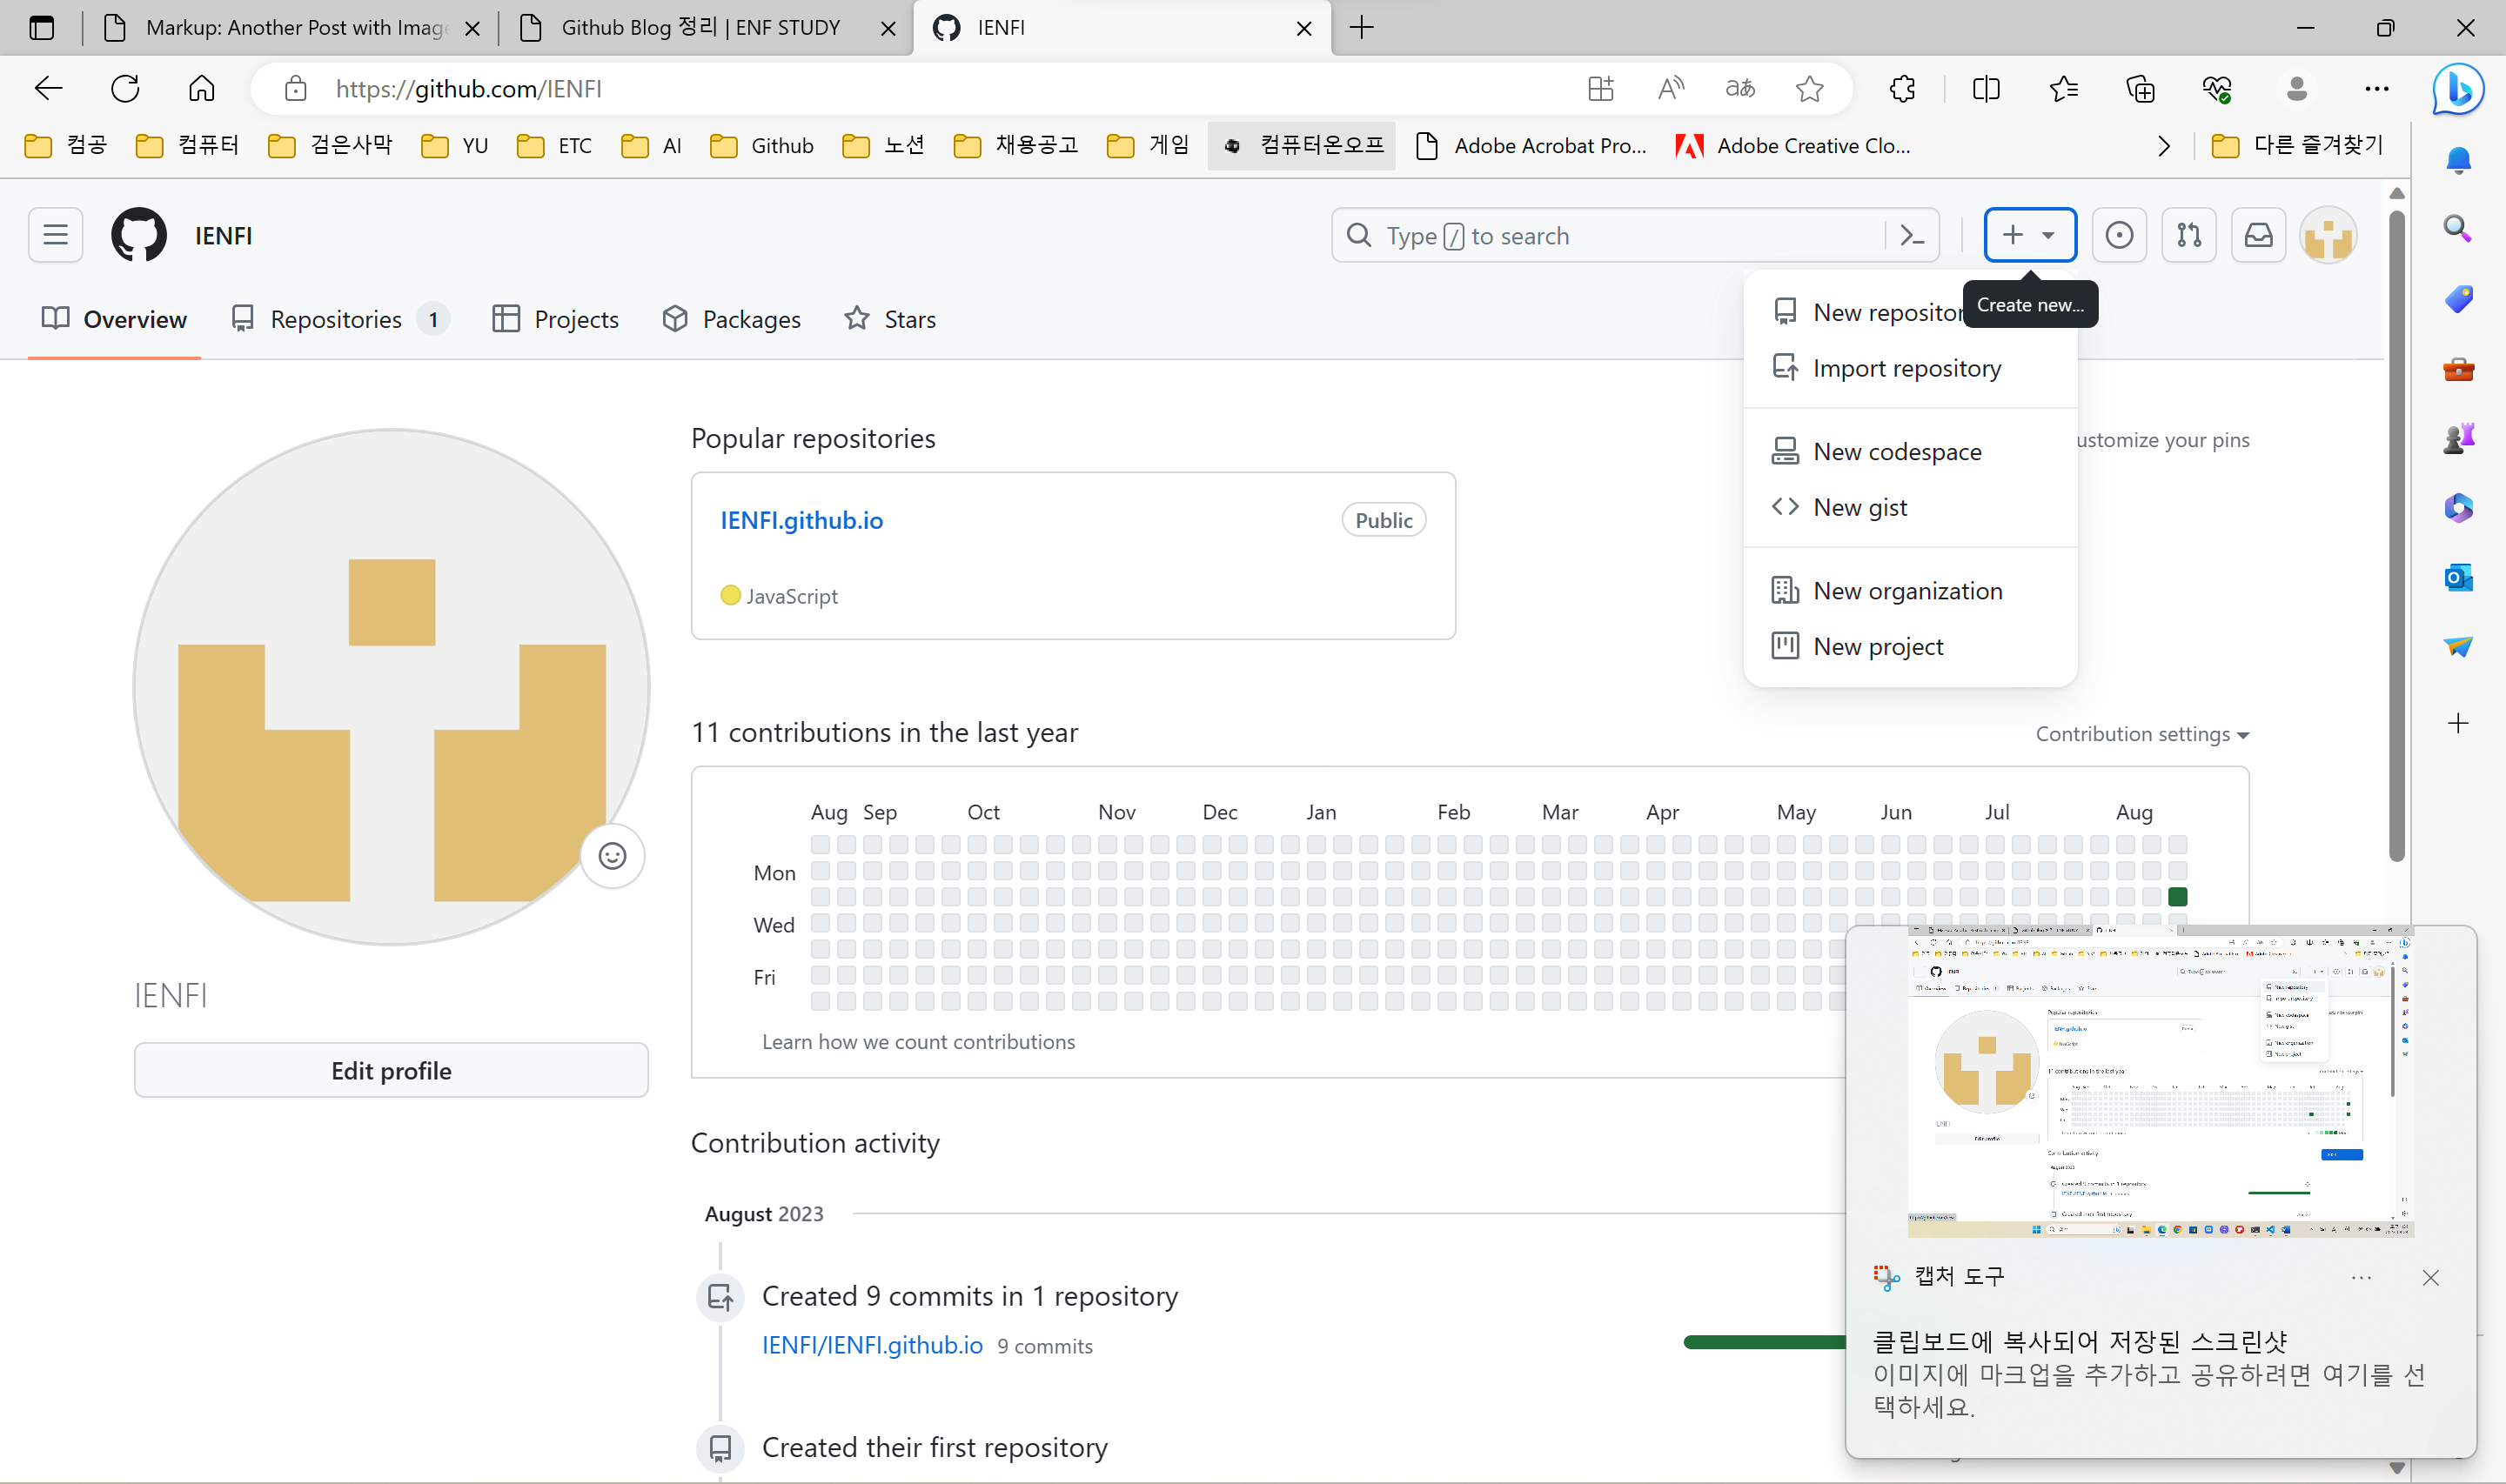 Markup: Another Post with Image
Github Blog 정리 | ENF STUDY
IENFI
https://github.com/IENFI
컴공
컴퓨터
검은사막
YU
ETC
AI
Github
노션
채용공고
게임
컴퓨터온오프
Adobe Acrobat Pro...
Adobe Creative Clo...
다른 즐겨찾기
IENFI
Type / to search
Overview
Repositories 1
Projects
Packages
Stars
Create new...
New repositor
Import repository
New codespace
New gist
New organization
New project
Popular repositories
ustomize your pins
IENFI.github.io
Public
JavaScript
11 contributions in the last year
Contribution settings
Aug Sep Oct Nov Dec Jan Feb Mar Apr May Jun Jul Aug
Mon
Wed
Fri
Learn how we count contributions
IENFI
Edit profile
Contribution activity
August 2023
Created 9 commits in 1 repository
IENFI/IENFI.github.io 9 commits
Created their first repository
캡처 도구
클립보드에 복사되어 저장된 스크린샷
이미지에 마크업을 추가하고 공유하려면 여기를 선
택하세요.